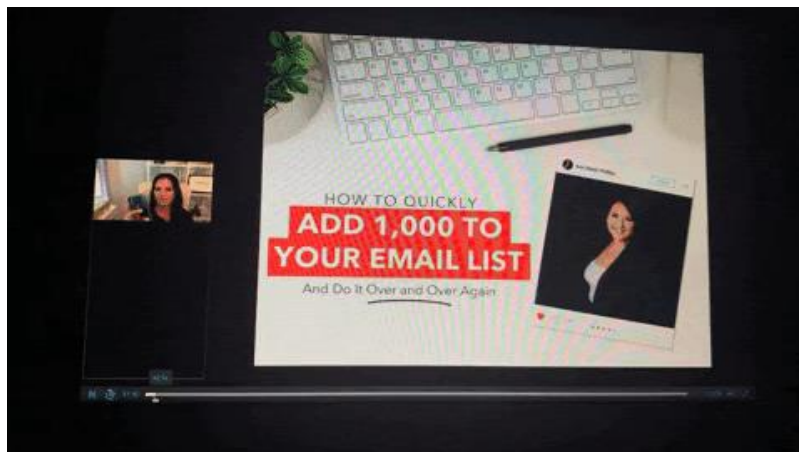 HOW TO QUICKLY
ADD 1,000 TO
YOUR EMAIL LIST
And Do It Over and Over Again